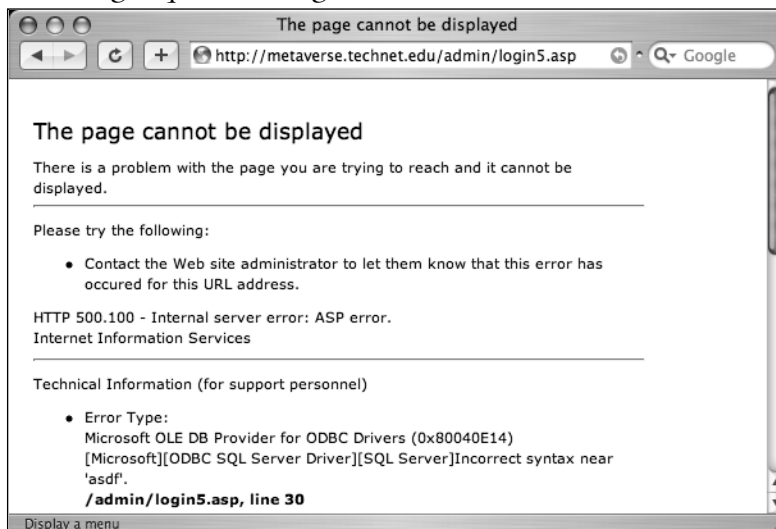 The page cannot be displayed
http://metaverse.technet.edu/admin/login5.asp
Google
The page cannot be displayed
There is a problem with the page you are trying to reach and it cannot be
displayed.
Please try the following:
• Contact the Web site administrator to let them know that this error has
occured for this URL address.
HTTP 500.100 - Internal server error: ASP error.
Internet Information Services
Technical Information (for support personnel)
• Error Type:
Microsoft OLE DB Provider for ODBC Drivers (0x80040E14)
[Microsoft][ODBC SQL Server Driver][SQL Server]Incorrect syntax near
'asdf'.
/admin/login5.asp, line 30
Display a menu